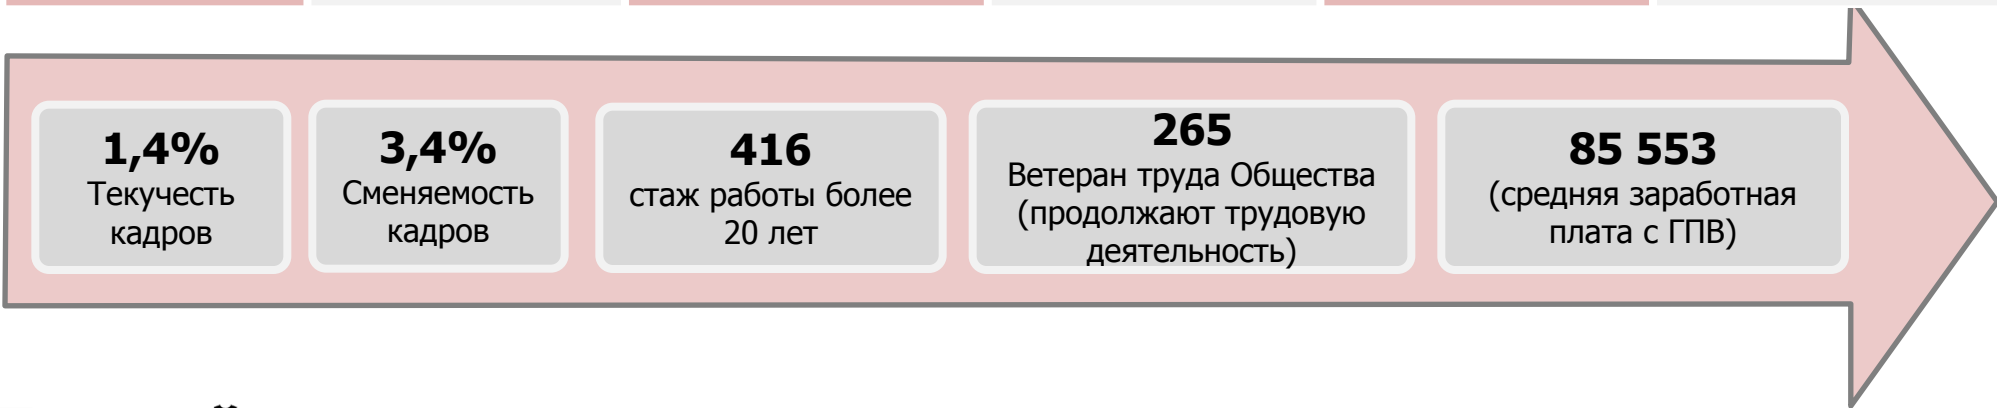 1,4%
Текучесть
кадров
3,4%
Сменяемость
кадров
416
стаж работы более
20 лет
265
Ветеран труда Общества
(продолжают трудовую
деятельность)
85 553
(средняя заработная
плата с ГПВ)